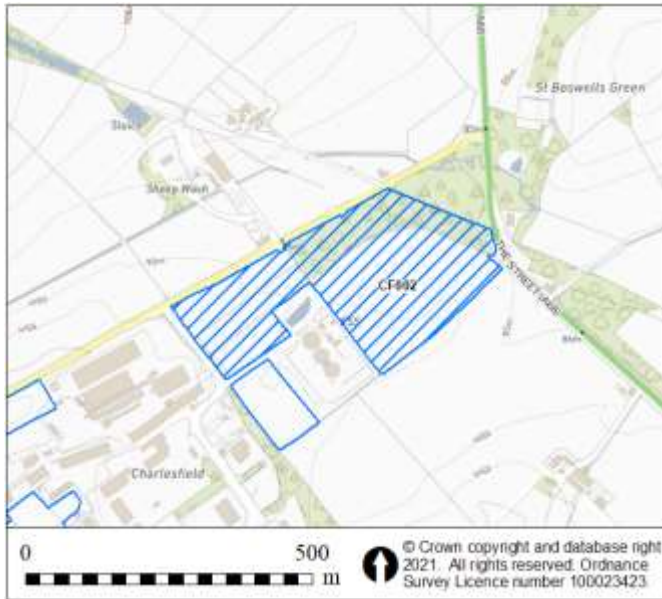 St Boswells Green
Sluice
Sheep Wash
CF002
THE STREET
Charlesfield
0 500
m
© Crown copyright and database right
2021. All rights reserved. Ordnance
Survey Licence number 100023423